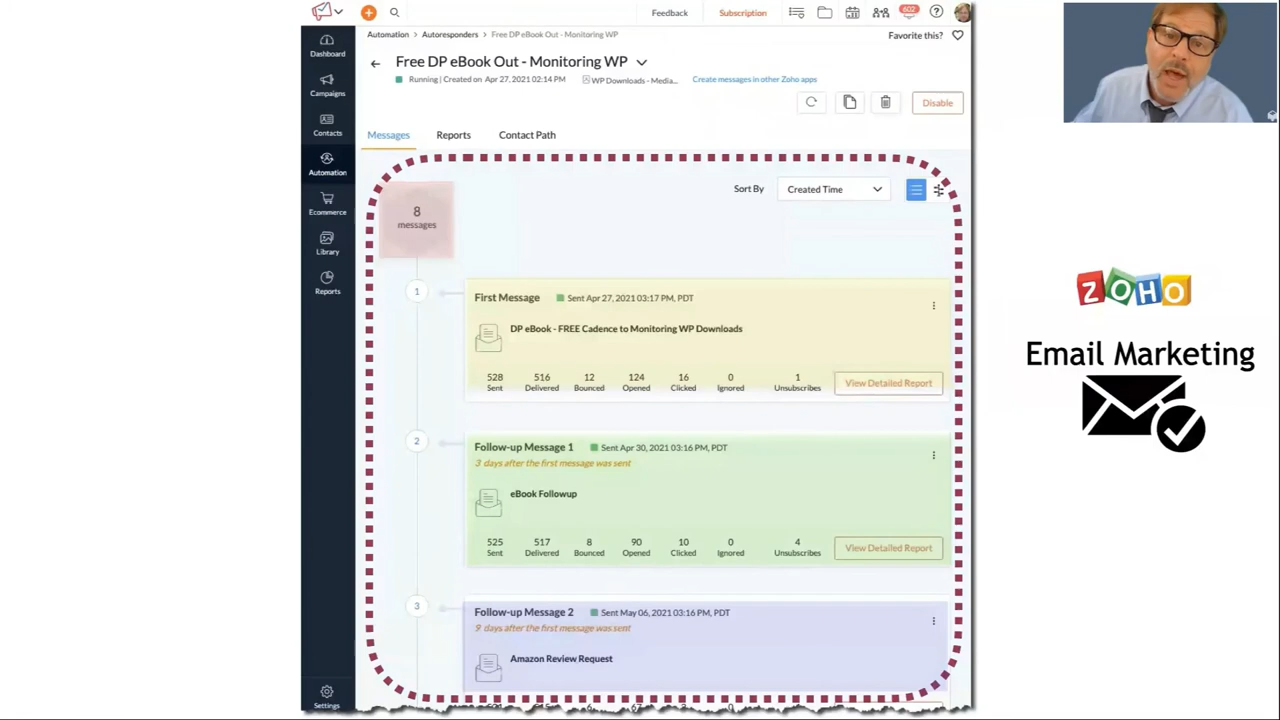 Feedback
Subscription
602
Automation > Autoresponders > Free DP eBook Out - Monitoring WP
Favorite this?
Free DP eBook Out - Monitoring WP
Running | Created on Apr 27, 2021 02:14 PM
WP Downloads - Media...
Create messages in other Zoho apps
Disable
Messages
Reports
Contact Path
Dashboard
Campaigns
Contacts
Automation
Ecommerce
Library
Reports
Settings
8
messages
Sort By
Created Time
1
First Message
Sent Apr 27, 2021 03:17 PM, PDT
DP eBook - FREE Cadence to Monitoring WP Downloads
528 516 12 124 16 0 1
Sent Delivered Bounced Opened Clicked Ignored Unsubscribes
View Detailed Report
2
Follow-up Message 1
Sent Apr 30, 2021 03:16 PM, PDT
3 days after the first message was sent
eBook Followup
525 517 8 90 10 0 4
Sent Delivered Bounced Opened Clicked Ignored Unsubscribes
View Detailed Report
3
Follow-up Message 2
Sent May 06, 2021 03:16 PM, PDT
9 days after the first message was sent
Amazon Review Request
ZOHO
Email Marketing